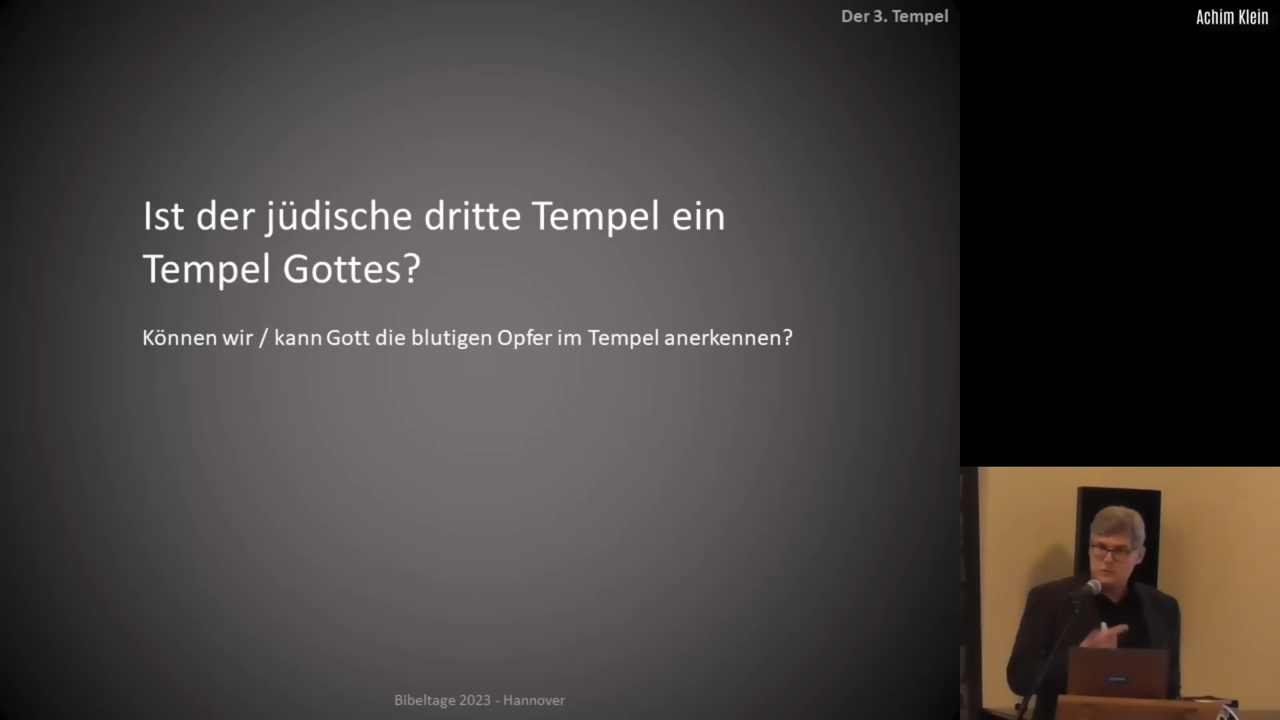 Der 3. Tempel
Achim Klein
Ist der jüdische dritte Tempel ein
Tempel Gottes?
Können wir / kann Gott die blutigen Opfer im Tempel anerkennen?
Bibeltage 2023 - Hannover